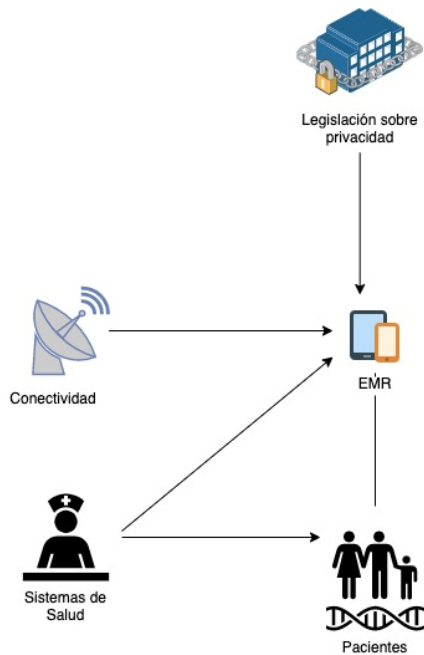 Legislación sobre
privacidad
Conectividad
EMR
Sistemas de
Salud
Pacientes